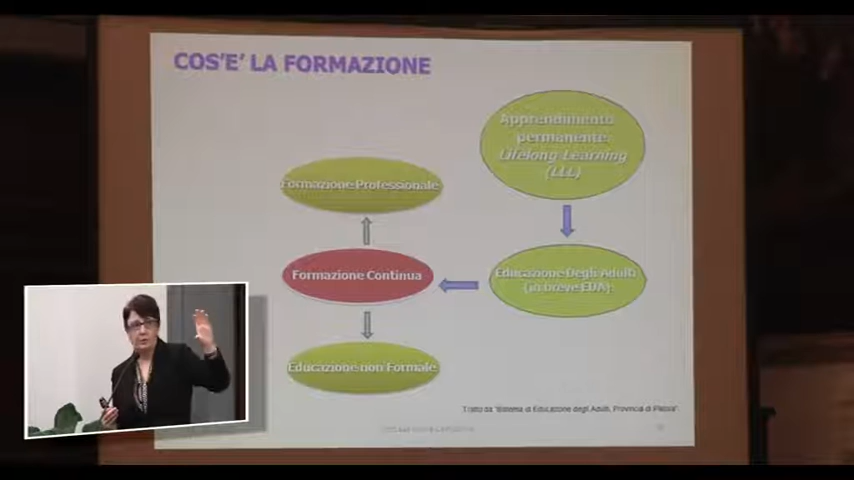 COS'E' LA FORMAZIONE
Apprendimento
permanente:
Lifelong Learning
(LLL)
Formazione Professionale
Formazione Continua
Educazione Degli Adulti
(in breve EDA)
Educazione non Formale
Tratto da "Sistema di Educazione degli Adulti, Provincia di